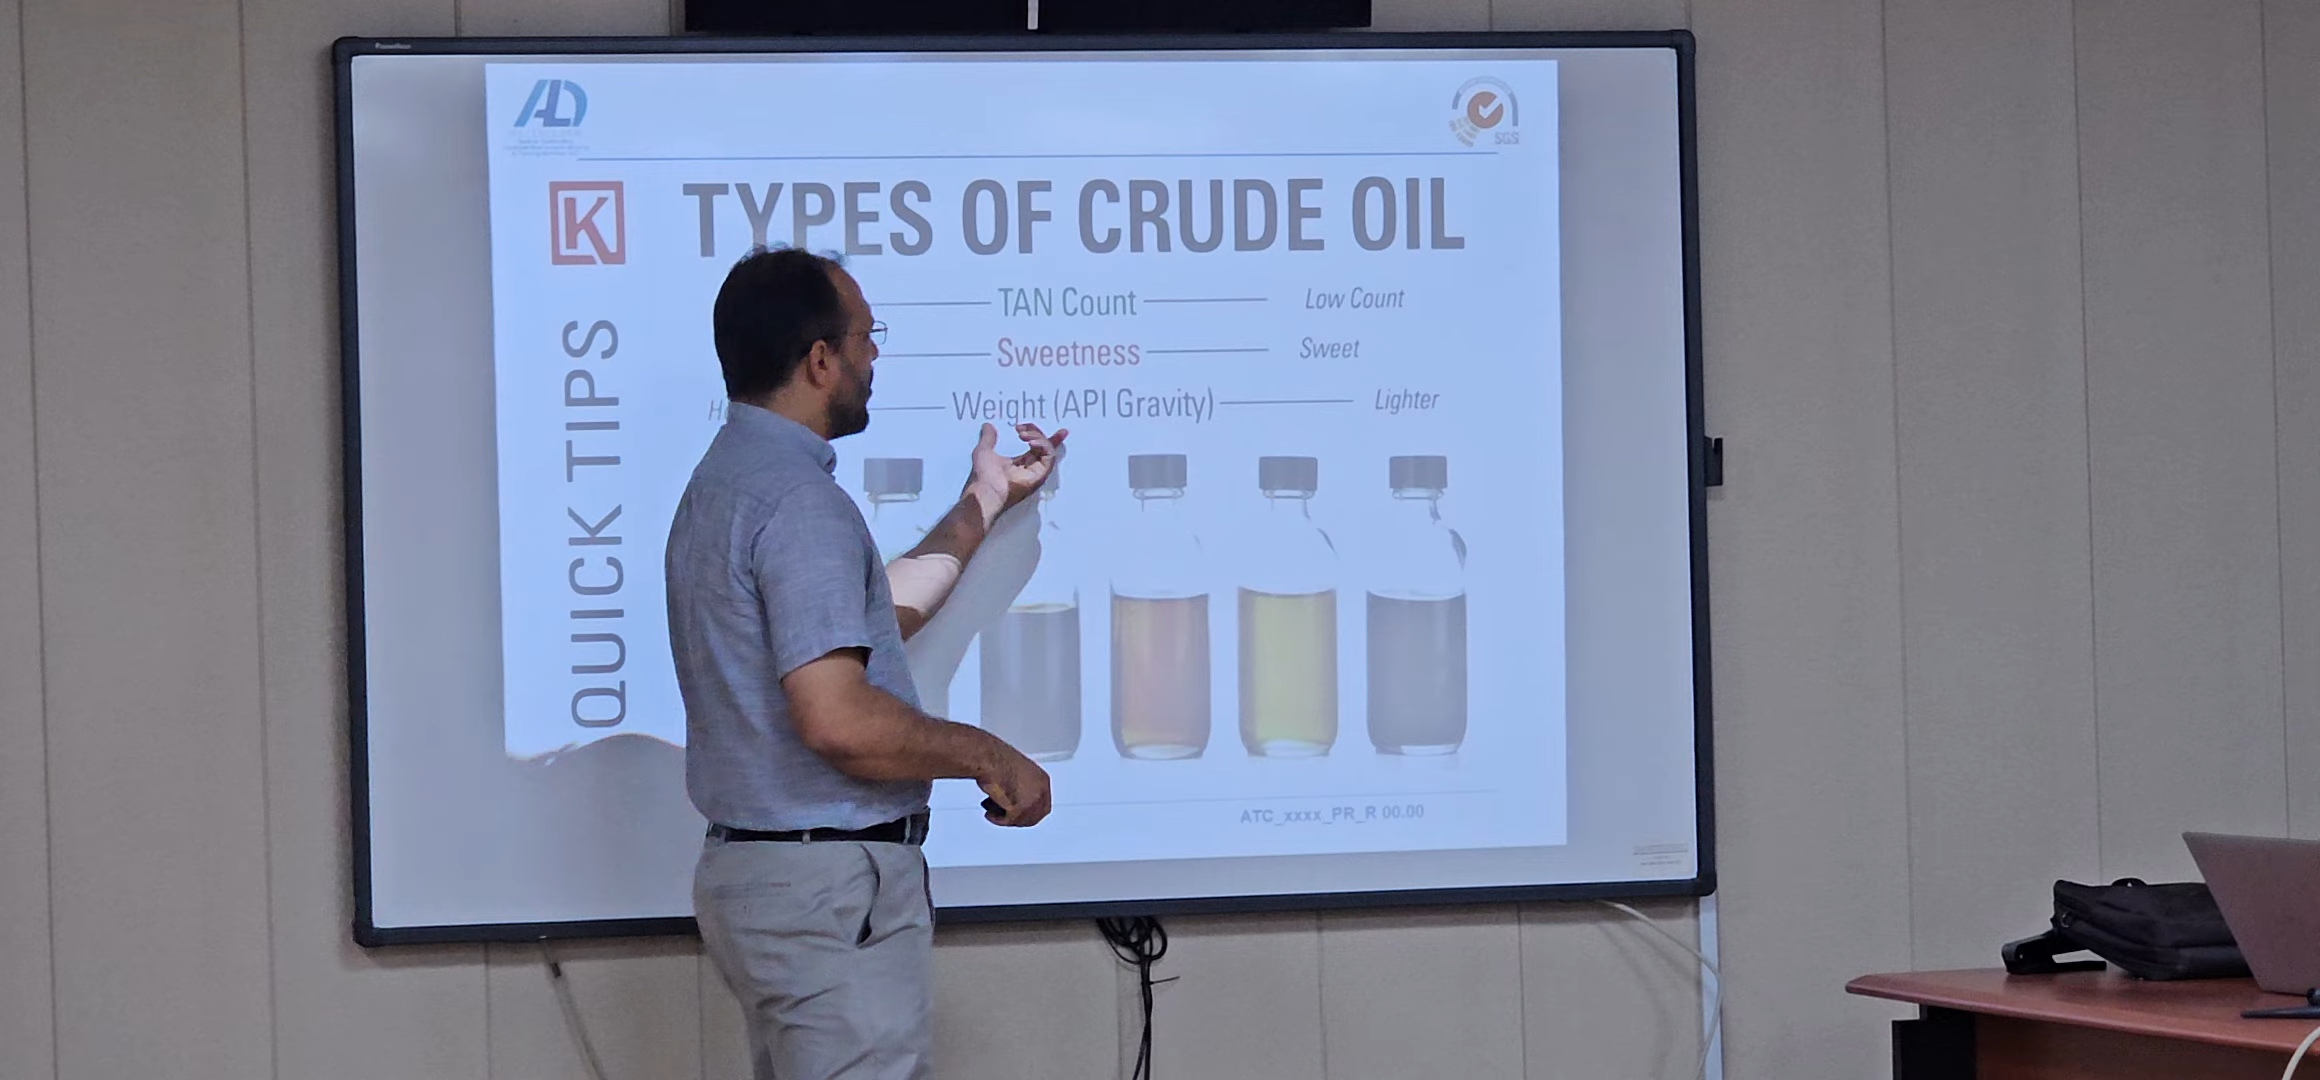 ALD
SGS
K
TYPES OF CRUDE OIL
TAN Count
Low Count
Sweetness
Sweet
Weight (API Gravity)
Lighter
QUICK TIPS
ATC_xxxx_PR_R 00.00